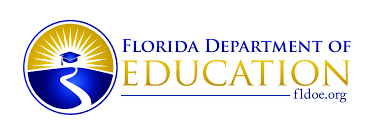 FLORIDA DEPARTMENT OF
EDUCATION
fldoe.org